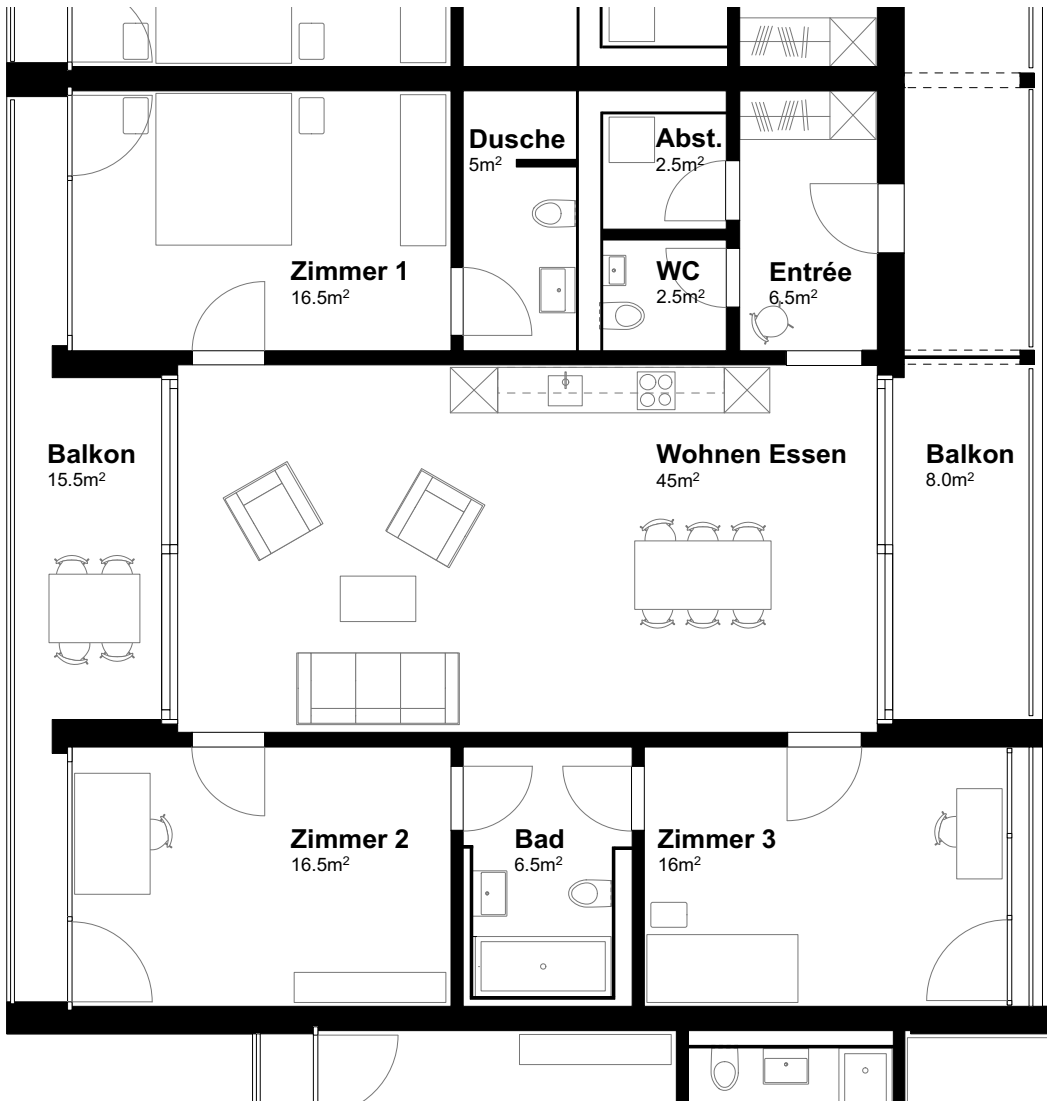 Dusche
5m²
Abst.
2.5m²
Zimmer 1
16.5m²
WC
2.5m²
Entrée
6.5m²
Balkon
15.5m²
Wohnen Essen
45m²
Balkon
8.0m²
Zimmer 2
16.5m²
Bad
6.5m²
Zimmer 3
16m²